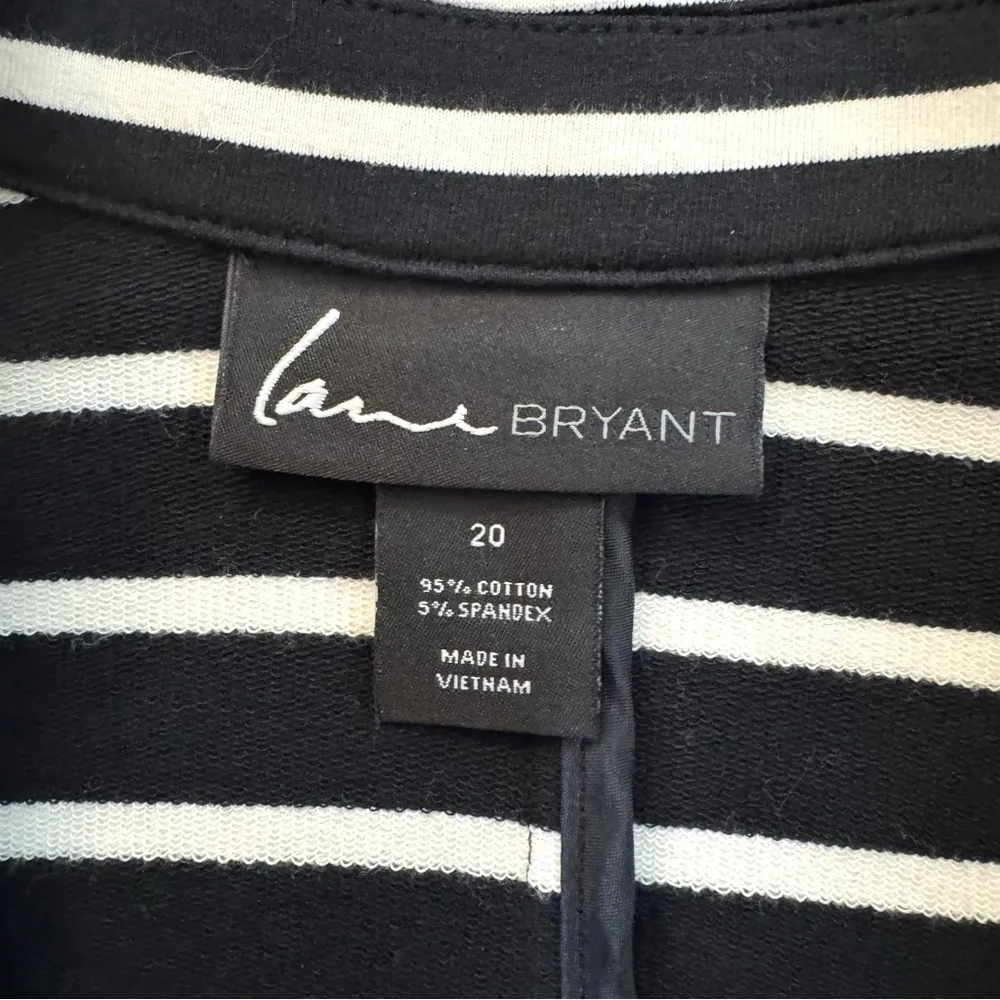 Lane BRYANT
20
95% COTTON
5% SPANDEX
MADE IN
VIETNAM